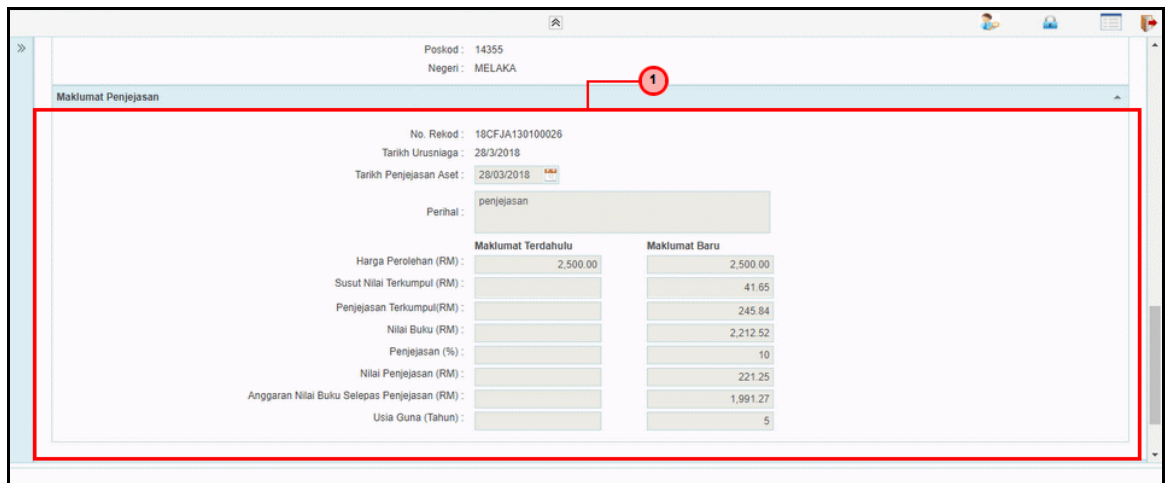 Poskod : 14355
Negeri : MELAKA
1
Maklumat Penjejasan
No. Rekod : 18CFJA130100026
Tarikh Urusniaga : 28/3/2018
Tarikh Penjejasan Aset : 28/03/2018
Perihal : penjejasan
Maklumat Terdahulu Maklumat Baru
Harga Perolehan (RM) : 2,500.00 2,500.00
Susut Nilai Terkumpul (RM) : 41.65
Penjejasan Terkumpul(RM) : 245.84
Nilai Buku (RM) : 2,212.52
Penjejasan (%) : 10
Nilai Penjejasan (RM) : 221.25
Anggaran Nilai Buku Selepas Penjejasan (RM) : 1,991.27
Usia Guna (Tahun) : 5